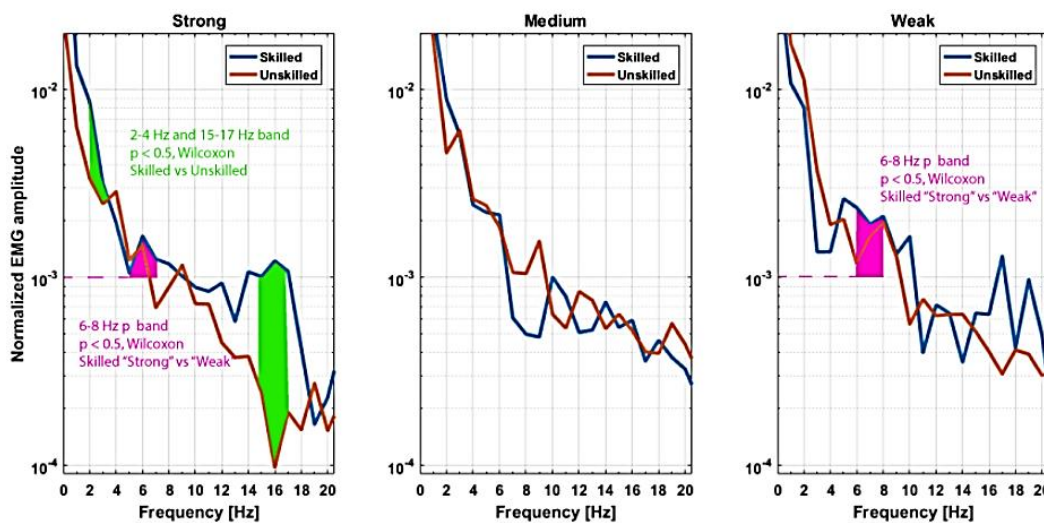 Strong
Medium
Weak
Normalized EMG amplitude
10^-2
10^-3
10^-4
Skilled
Unskilled
2-4 Hz and 15-17 Hz band
p < 0.5, Wilcoxon
Skilled vs Unskilled
6-8 Hz p band
p < 0.5, Wilcoxon
Skilled "Strong" vs "Weak
0 2 4 6 8 10 12 14 16 18 20
Frequency [Hz]
10^-2
10^-3
10^-4
Skilled
Unskilled
0 2 4 6 8 10 12 14 16 18 20
Frequency [Hz]
10^-2
10^-3
10^-4
Skilled
Unskilled
6-8 Hz p band
p < 0.5, Wilcoxon
Skilled "Strong" vs "Weak"
0 2 4 6 8 10 12 14 16 18 20
Frequency [Hz]